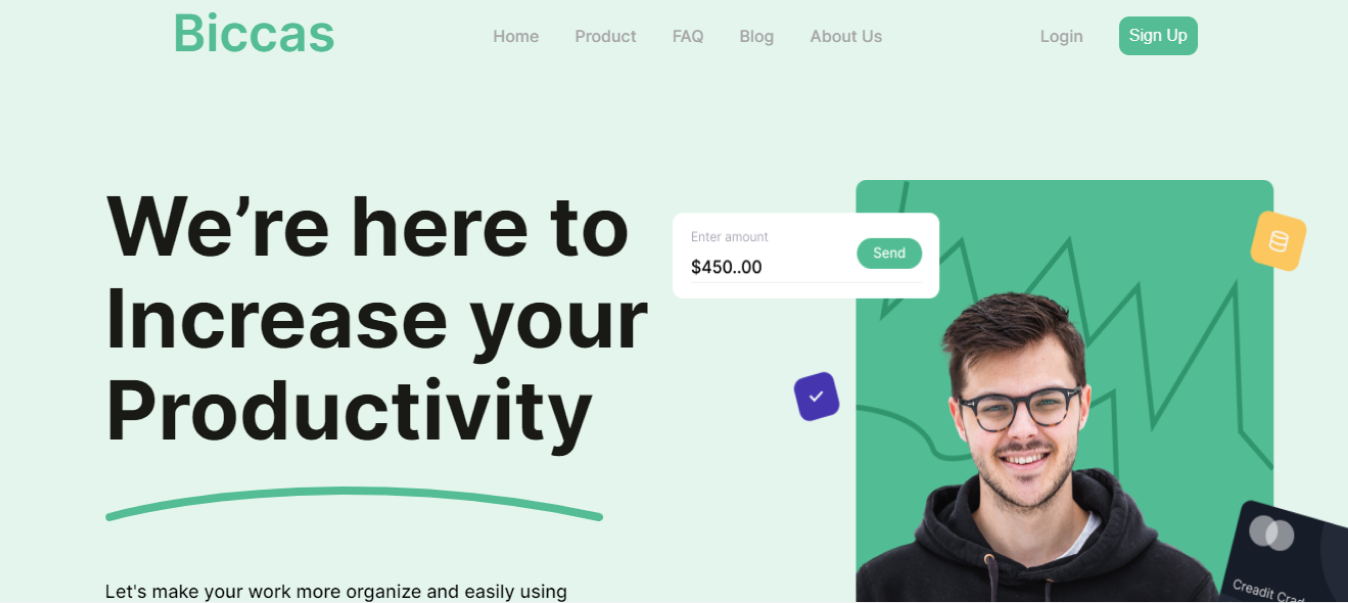 Biccas
Home Product FAQ Blog About Us Login Sign Up
We’re here to
Increase your
Productivity
Enter amount
$450..00
Send
Let's make your work more organize and easily using
Creadit Crad